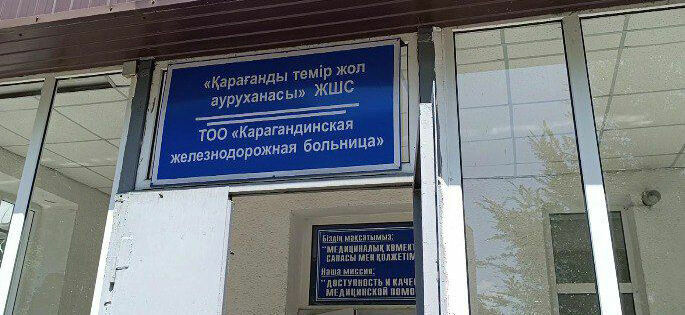 «Қарағанды темір жол
ауруханасы» ЖШС
ТОО «Карагандинская
железнодорожная больница»
Біздің мақсатымыз:
"МЕДИЦИНАЛЫҚ КӨМЕКТ
САПАСЫ МЕН ҚОЛЖЕТІМ
Наша миссия:
"ДОСТУПНОСТЬ И КАЧЕ
МЕДИЦИНСКОЙ ПОМО